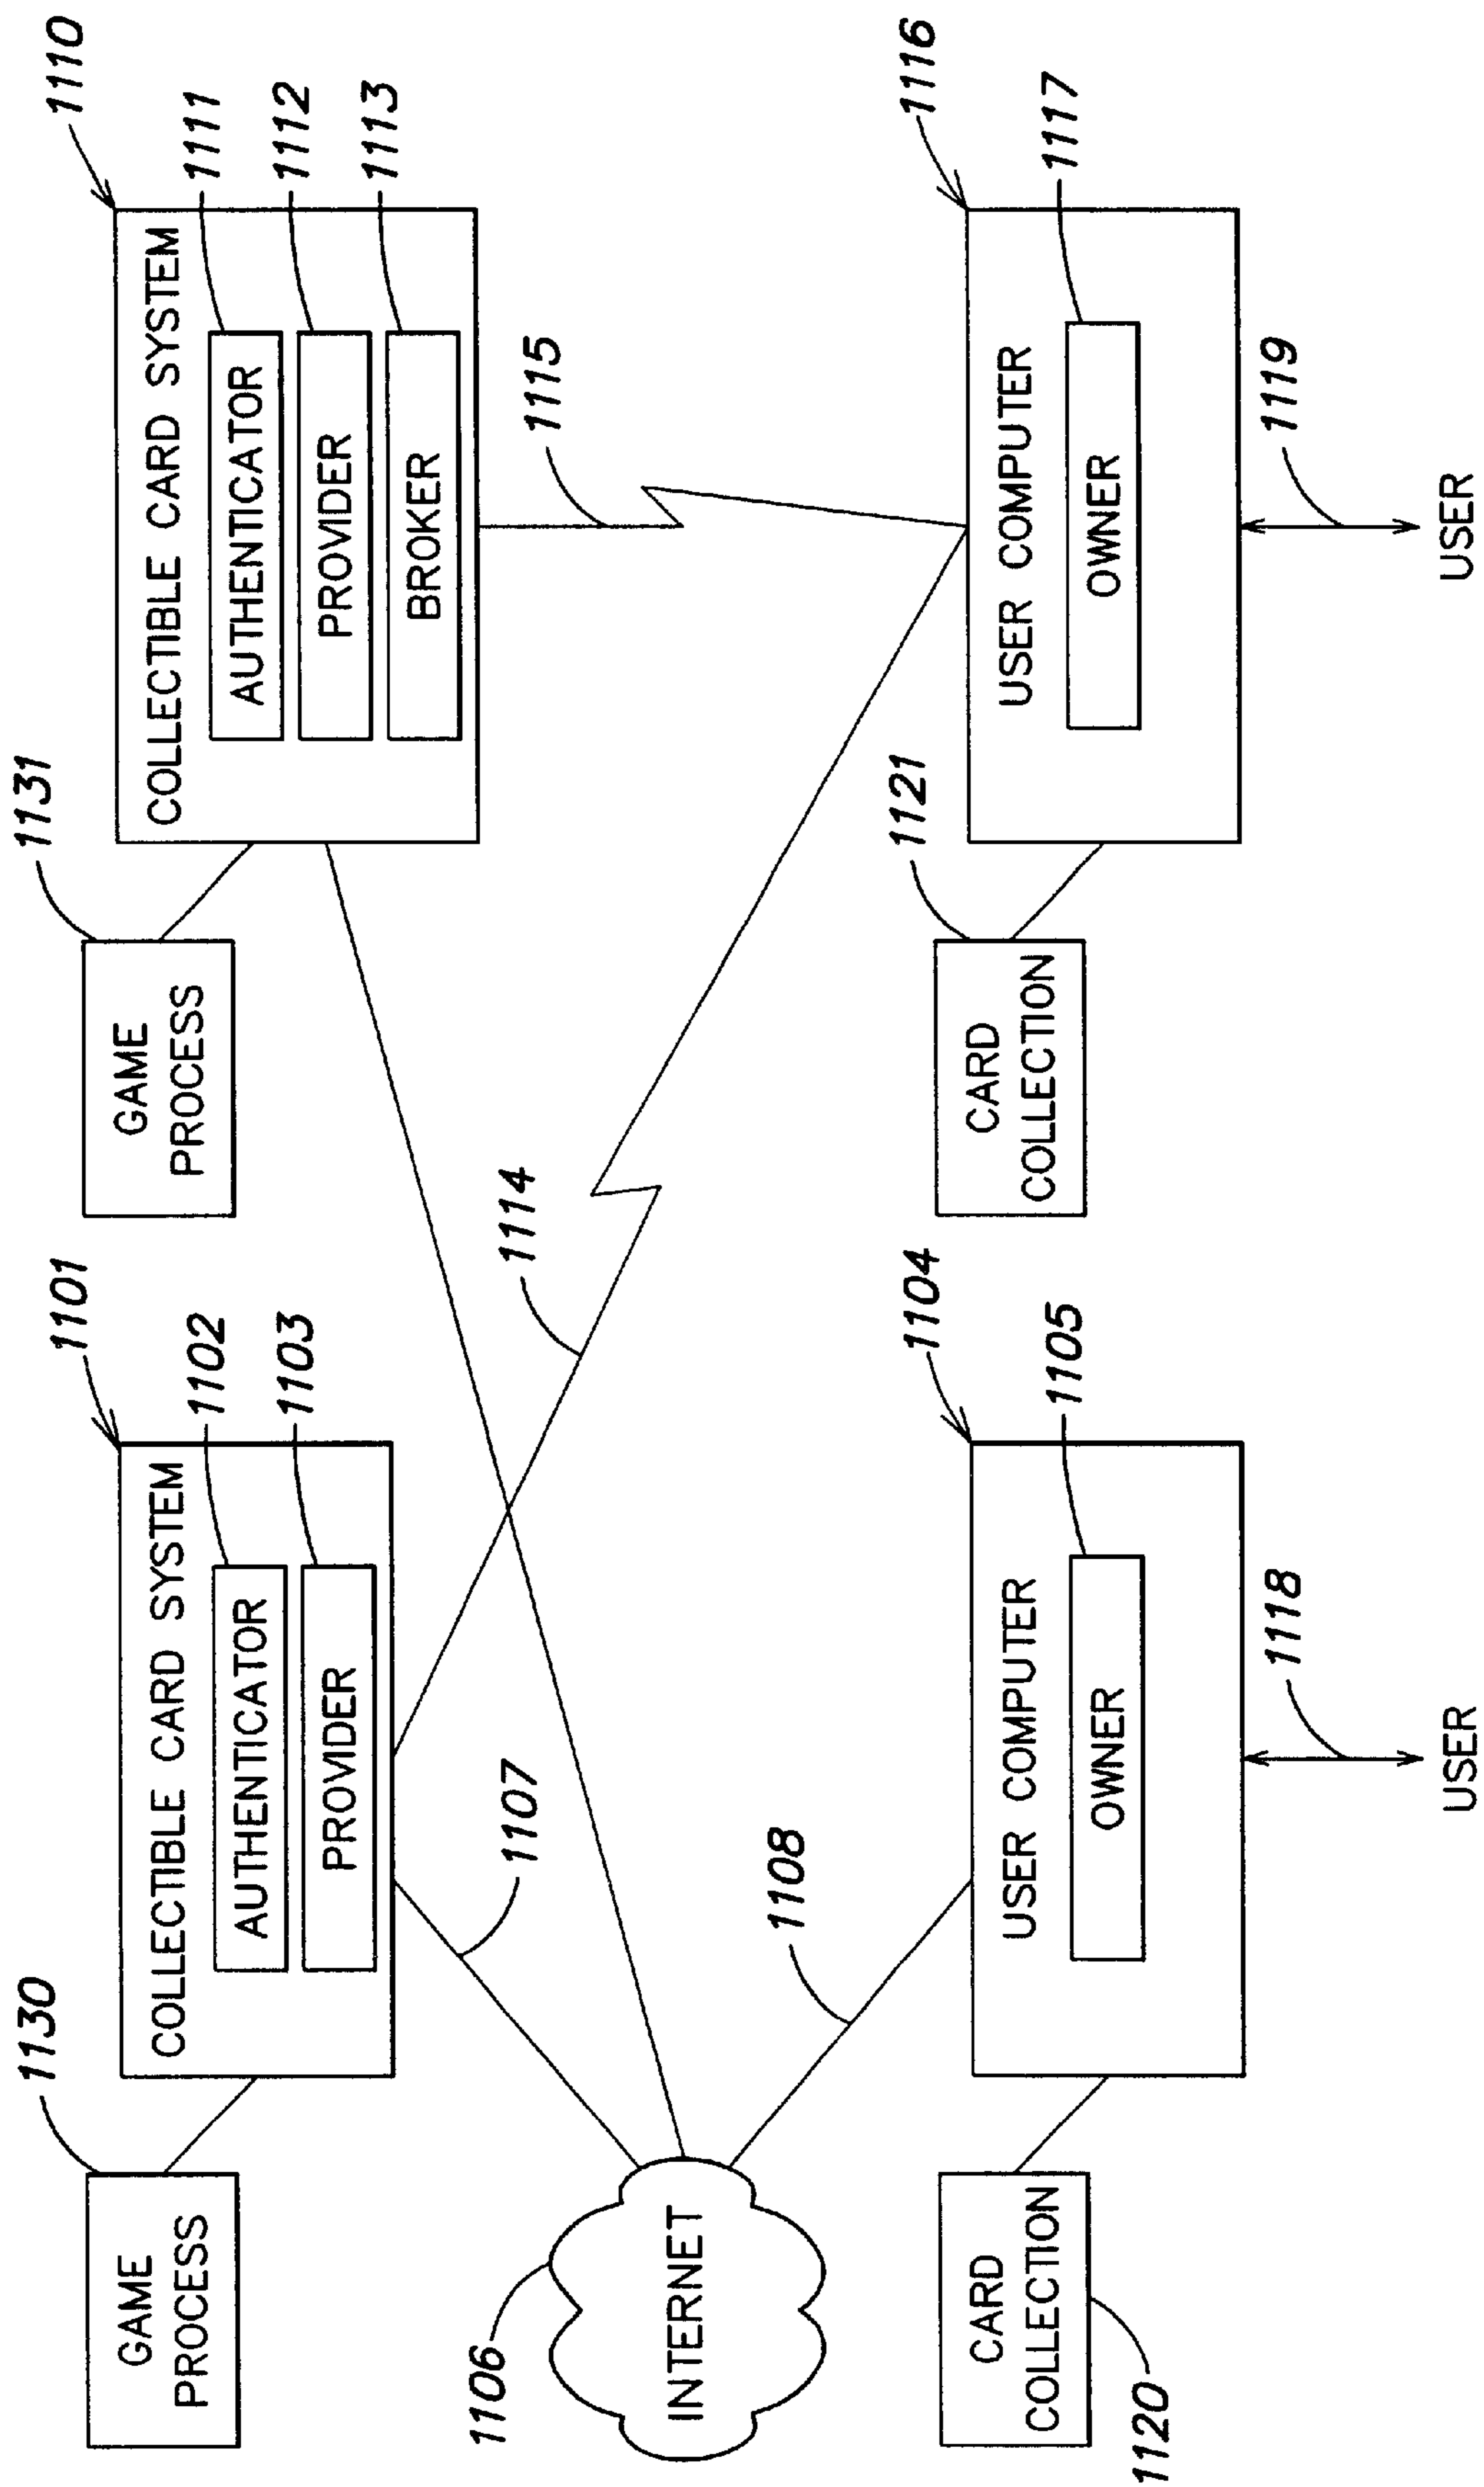 1130
GAME
PROCESS
1101
COLLECTIBLE CARD SYSTEM
1102
AUTHENTICATOR
1103
PROVIDER
1131
GAME
PROCESS
1110
COLLECTIBLE CARD SYSTEM
1111
AUTHENTICATOR
1112
PROVIDER
1113
BROKER
1106
INTERNET
1107
1108
1114
1115
CARD
COLLECTION
1120
1104
USER COMPUTER
1105
OWNER
1118
USER
1121
CARD
COLLECTION
1116
USER COMPUTER
1117
OWNER
1119
USER